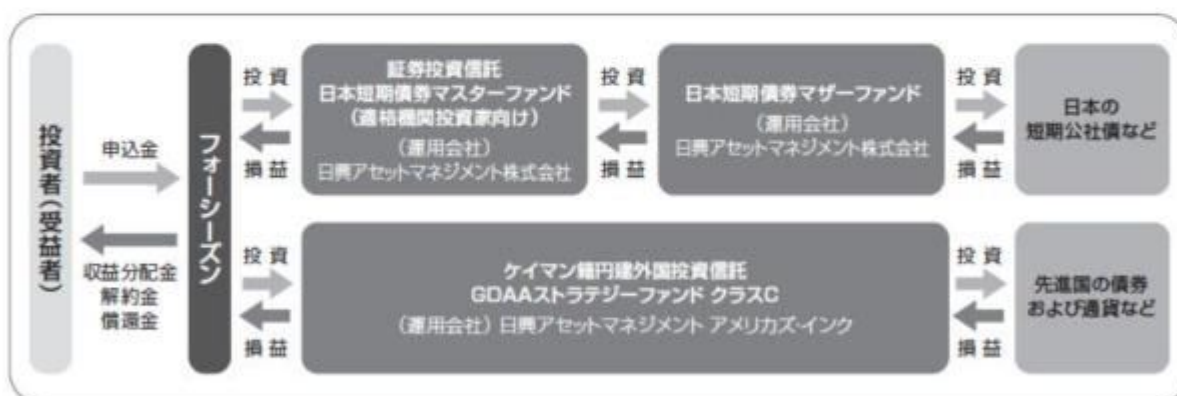 投資者(受益者)
申込金
収益分配金
解約金
償還金
フォーシーズン
投資
損益
証券投資信託
日本短期債券マスターファンド
(適格機関投資家向け)
(運用会社)
日興アセットマネジメント株式会社
投資
損益
日本短期債券マザーファンド
(運用会社)
日興アセットマネジメント株式会社
投資
損益
日本の
短期公社債など
投資
損益
ケイマン籍円建外国投資信託
GDAAストラテジーファンド クラスC
(運用会社) 日興アセットマネジメント アメリカズ・インク
投資
損益
先進国の債券
および通貨など